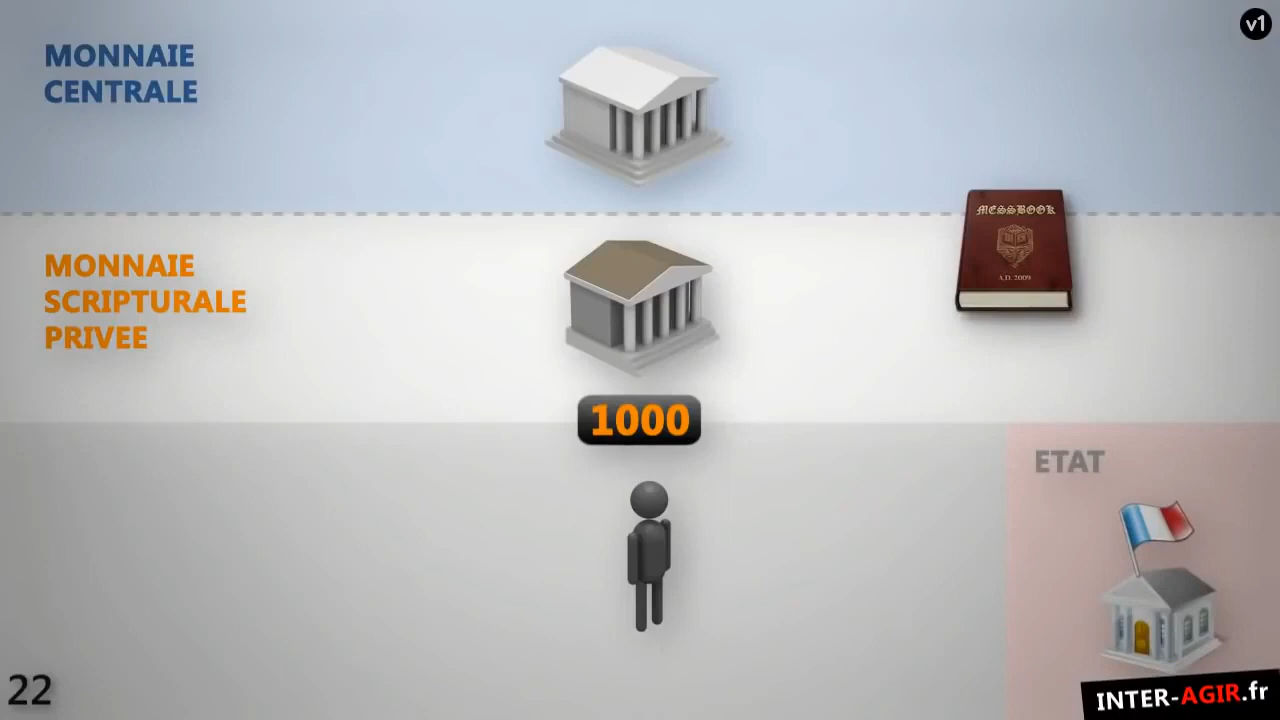 v1
MONNAIE
CENTRALE
MESSBOOK
A.D. 2009
MONNAIE
SCRIPTURALE
PRIVEE
1000
ETAT
22
INTER-AGIR.fr